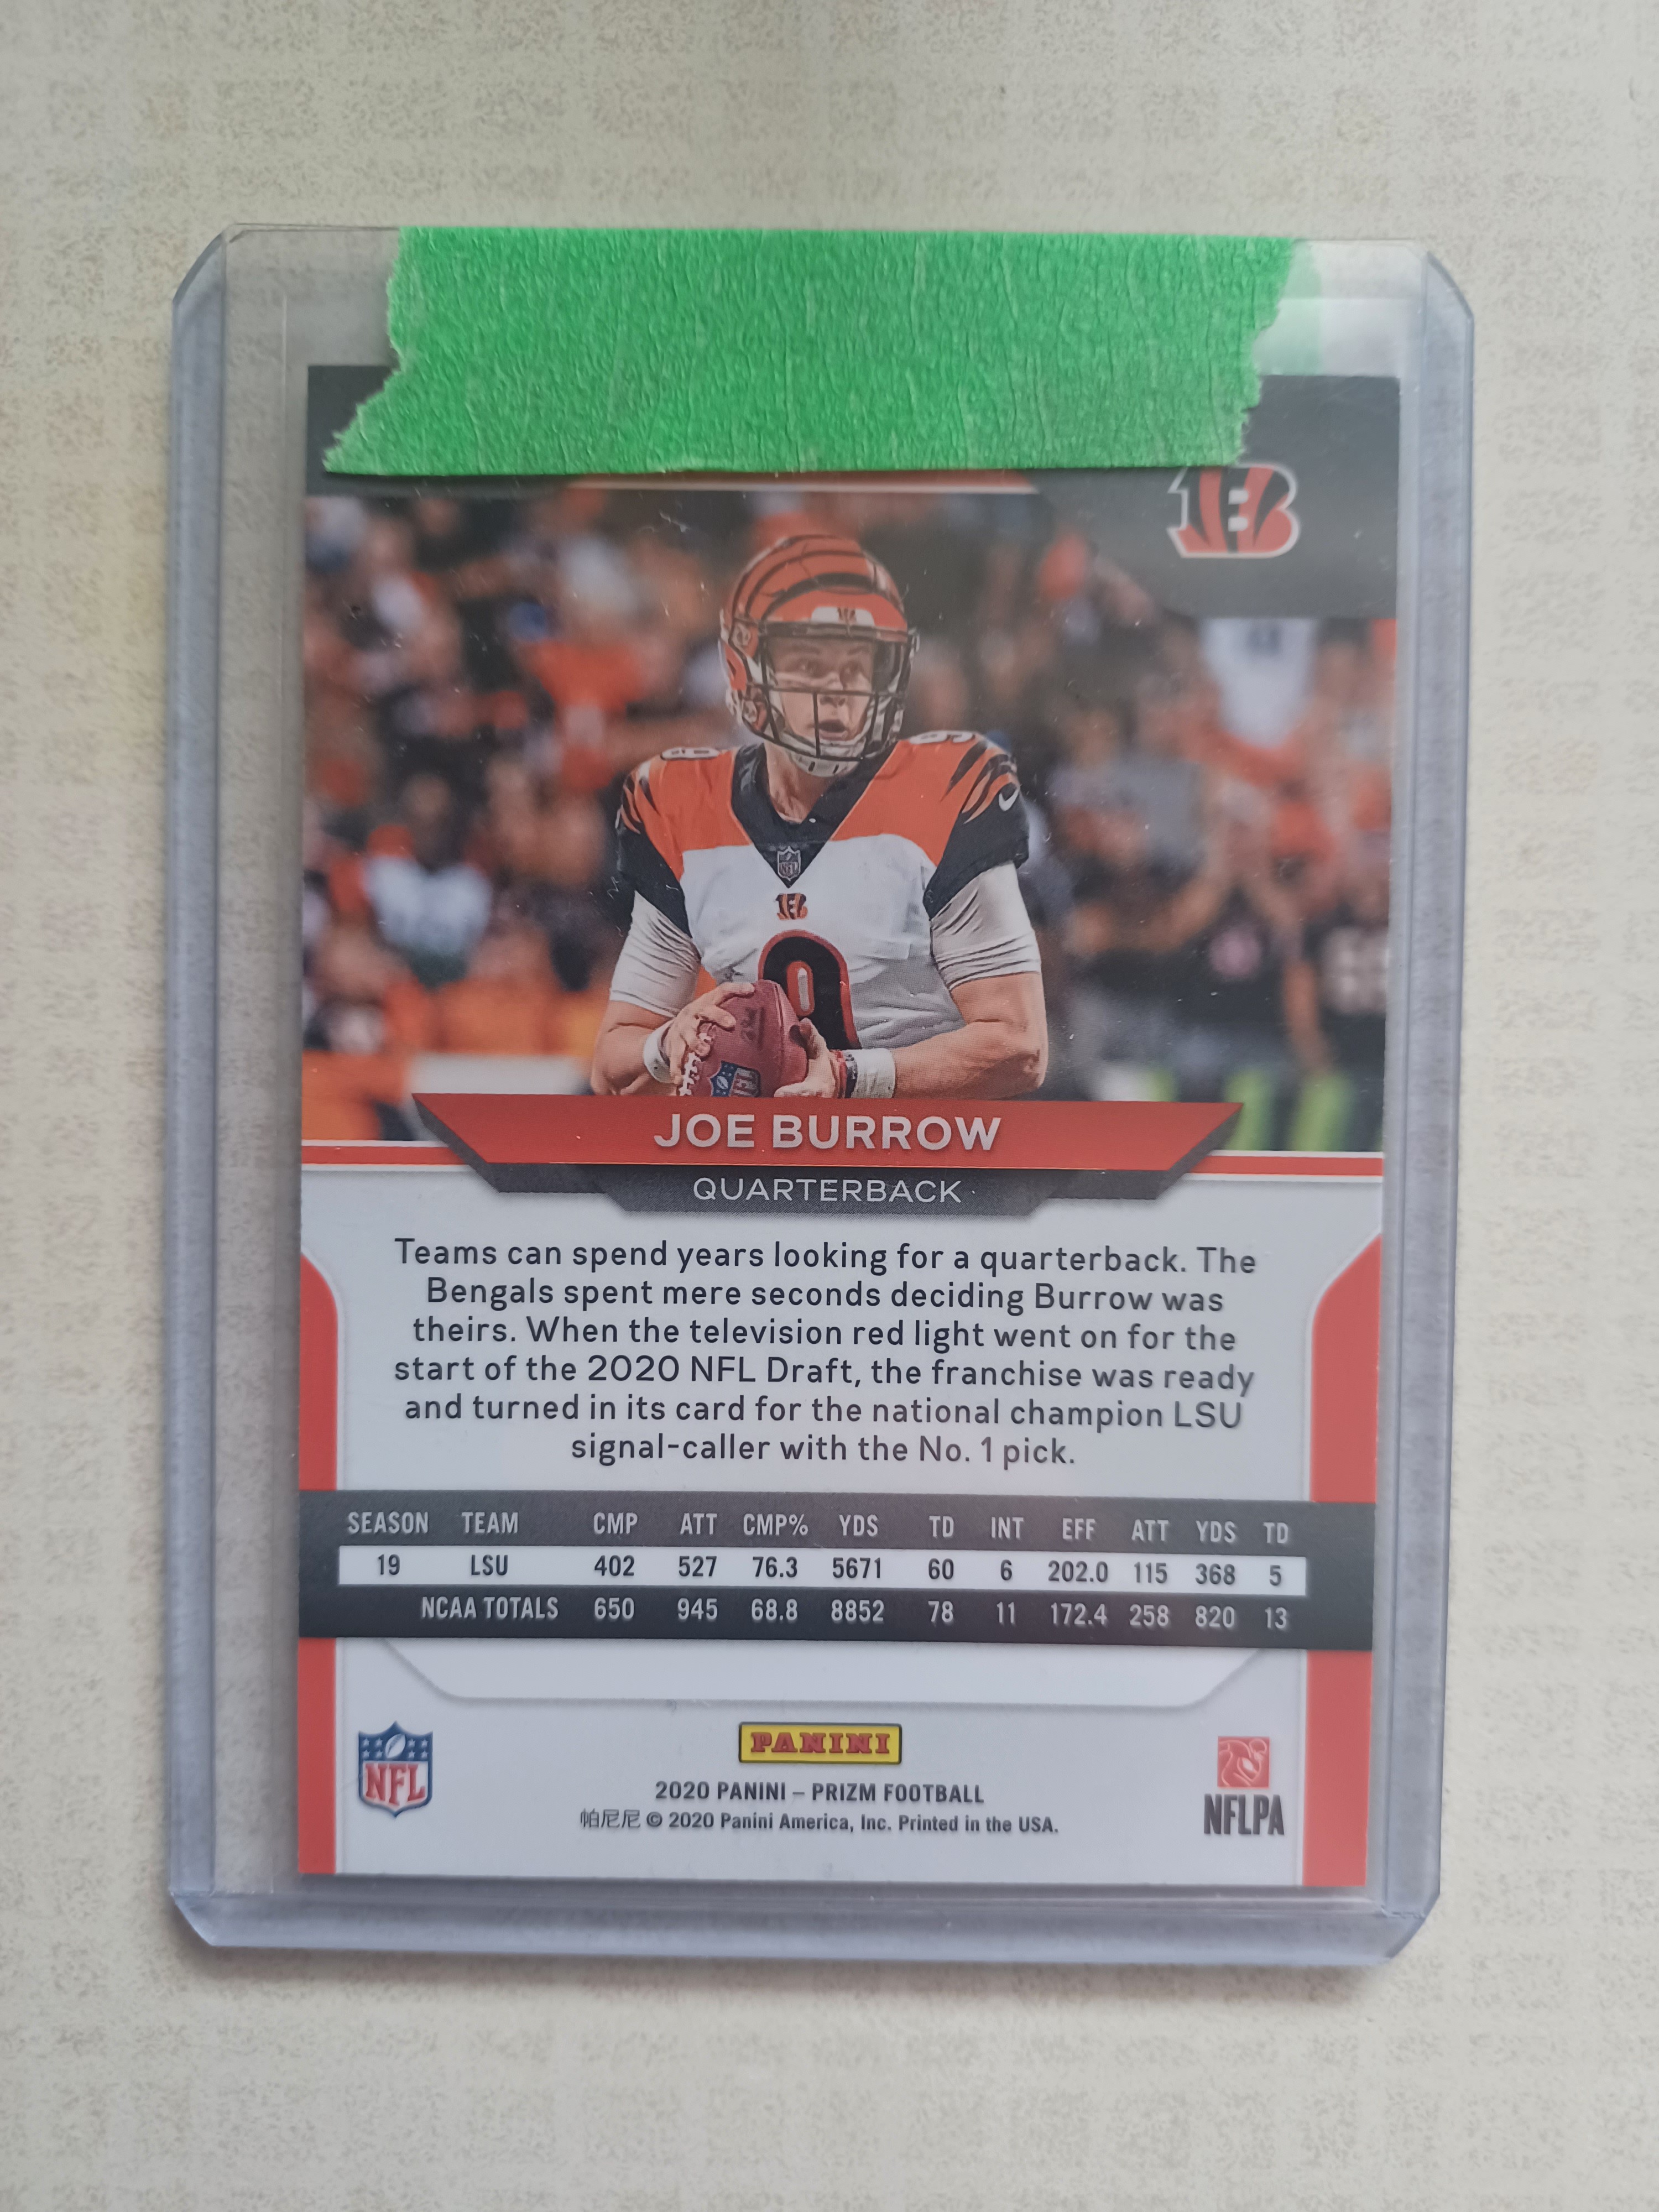 JOE BURROW
QUARTERBACK
Teams can spend years looking for a quarterback. The
Bengals spent mere seconds deciding Burrow was
theirs. When the television red light went on for the
start of the 2020 NFL Draft, the franchise was ready
and turned in its card for the national champion LSU
signal-caller with the No. 1 pick.
SEASON TEAM CMP ATT CMP% YDS TD INT EFF ATT YDS TD
19 LSU 402 527 76.3 5671 60 6 202.0 115 368 5
NCAA TOTALS 650 945 68.8 8852 78 11 172.4 258 820 13
NFL
PANINI
2020 PANINI – PRIZM FOOTBALL
帕尼尼 © 2020 Panini America, Inc. Printed in the USA.
NFLPA